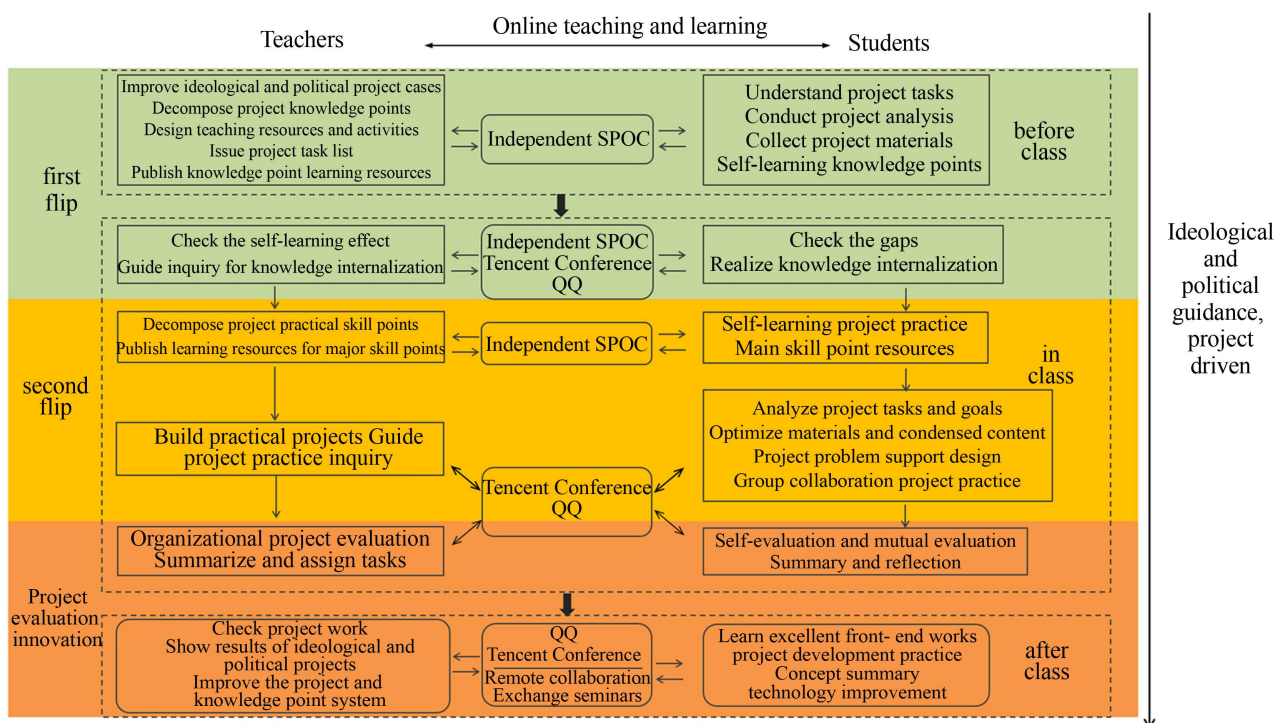 Online teaching and learning
Teachers
Students
first
flip
Improve ideological and political project cases
Decompose project knowledge points
Design teaching resources and activities
Issue project task list
Publish knowledge point learning resources
Independent SPOC
Understand project tasks
Conduct project analysis
Collect project materials
Self-learning knowledge points
before
class
Check the self-learning effect
Guide inquiry for knowledge internalization
Independent SPOC
Tencent Conference
QQ
Check the gaps
Realize knowledge internalization
second
flip
Decompose project practical skill points
Publish learning resources for major skill points
Independent SPOC
Self-learning project practice
Main skill point resources
in
class
Build practical projects Guide
project practice inquiry
Tencent Conference
QQ
Analyze project tasks and goals
Optimize materials and condensed content
Project problem support design
Group collaboration project practice
Project
evaluation
innovation
Organizational project evaluation
Summarize and assign tasks
Self-evaluation and mutual evaluation
Summary and reflection
Check project work
Show results of ideological and
political projects
Improve the project and
knowledge point system
QQ
Tencent Conference
Remote collaboration
Exchange seminars
Learn excellent front- end works
project development practice
Concept summary
technology improvement
after
class
Ideological
and
political
guidance,
project
driven